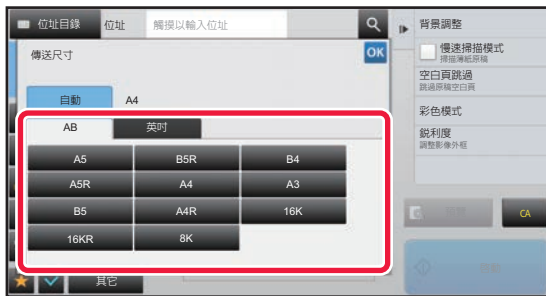 位址目錄 位址 觸摸以輸入位址
傳送尺寸 OK
自動 A4
AB 英吋
A5 B5R B4
A5R A4 A3
B5 A4R 16K
16KR 8K
其它
背景調整
慢速掃描模式
掃描薄紙原稿
空白頁跳過
跳過原稿空白頁
彩色模式
銳利度
調整影像外框
CA